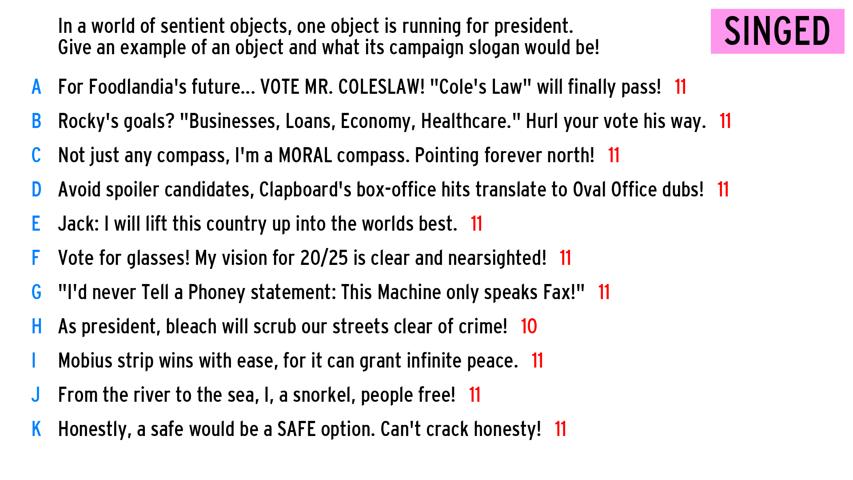 In a world of sentient objects, one object is running for president.
Give an example of an object and what its campaign slogan would be!
SINGED
A For Foodlandia's future... VOTE MR. COLESLAW! "Cole's Law" will finally pass! 11
B Rocky's goals? "Businesses, Loans, Economy, Healthcare." Hurl your vote his way. 11
C Not just any compass, I'm a MORAL compass. Pointing forever north! 11
D Avoid spoiler candidates, Clapboard's box-office hits translate to Oval Office dubs! 11
E Jack: I will lift this country up into the worlds best. 11
F Vote for glasses! My vision for 20/25 is clear and nearsighted! 11
G "I'd never Tell a Phoney statement: This Machine only speaks Fax!" 11
H As president, bleach will scrub our streets clear of crime! 10
I Mobius strip wins with ease, for it can grant infinite peace. 11
J From the river to the sea, I, a snorkel, people free! 11
K Honestly, a safe would be a SAFE option. Can't crack honesty! 11